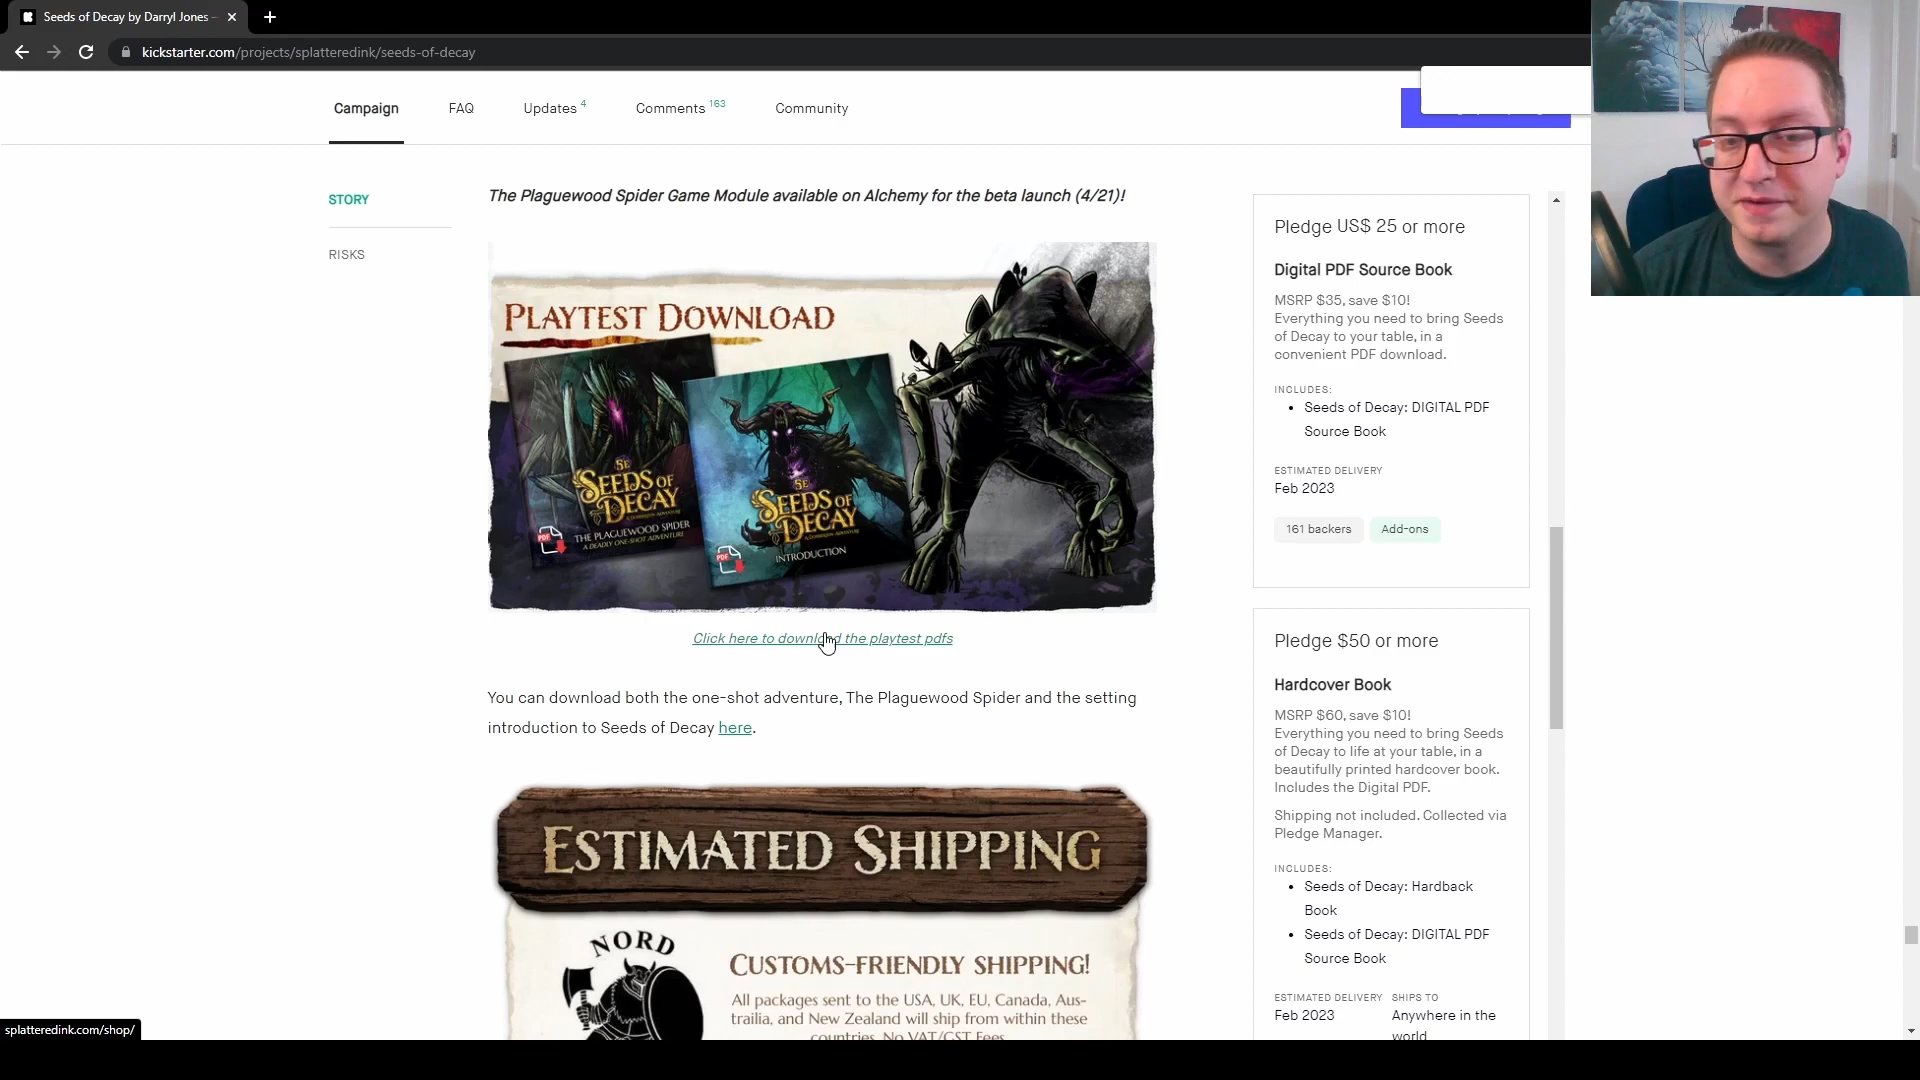 Seeds of Decay by Darryl Jones –
kickstarter.com/projects/splatteredink/seeds-of-decay
Campaign
FAQ
Updates 4
Comments 163
Community
STORY
RISKS
The Plaguewood Spider Game Module available on Alchemy for the beta launch (4/21)!
PLAYTEST DOWNLOAD
5E
SEEDS OF
DECAY
THE PLAGUEWOOD SPIDER
A DEADLY ONE-SHOT ADVENTURE
PDF
5E
SEEDS OF
DECAY
INTRODUCTION
PDF
Click here to download the playtest pdfs
You can download both the one-shot adventure, The Plaguewood Spider and the setting
introduction to Seeds of Decay here.
ESTIMATED SHIPPING
NORD
CUSTOMS-FRIENDLY SHIPPING!
All packages sent to the USA, UK, EU, Canada, Aus-
trailia, and New Zealand will ship from within these
countries. No VAT/GST Fees
Pledge US$ 25 or more
Digital PDF Source Book
MSRP $35, save $10!
Everything you need to bring Seeds
of Decay to your table, in a
convenient PDF download.
INCLUDES:
• Seeds of Decay: DIGITAL PDF
Source Book
ESTIMATED DELIVERY
Feb 2023
161 backers
Add-ons
Pledge $50 or more
Hardcover Book
MSRP $60, save $10!
Everything you need to bring Seeds
of Decay to life at your table, in a
beautifully printed hardcover book.
Includes the Digital PDF.
Shipping not included. Collected via
Pledge Manager.
INCLUDES:
• Seeds of Decay: Hardback
Book
• Seeds of Decay: DIGITAL PDF
Source Book
ESTIMATED DELIVERY
Feb 2023
SHIPS TO
Anywhere in the
world
splatteredink.com/shop/